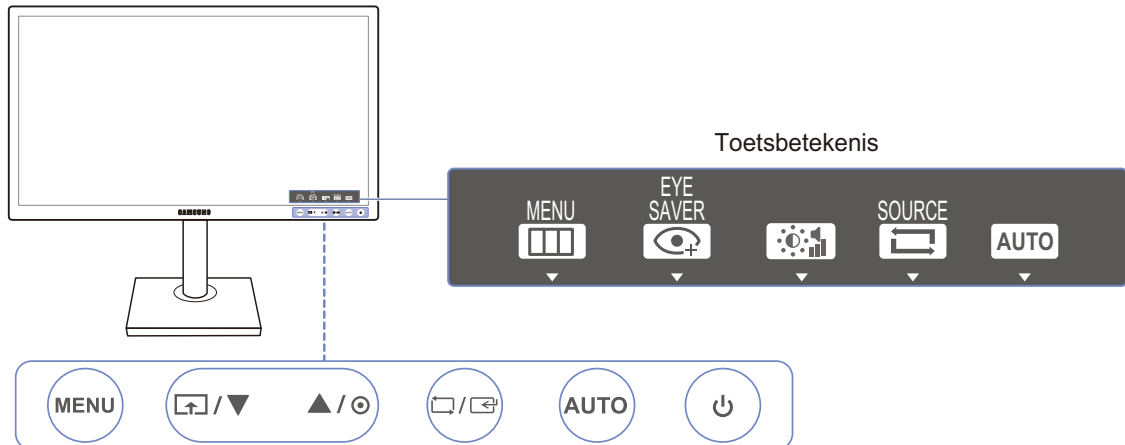 SAMSUNG
Toetsbetekenis
MENU
EYE
SAVER
SOURCE
AUTO
MENU
AUTO